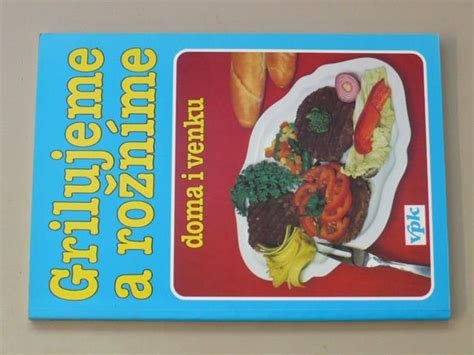 Grilujeme
a rožníme
doma i venku
vpk